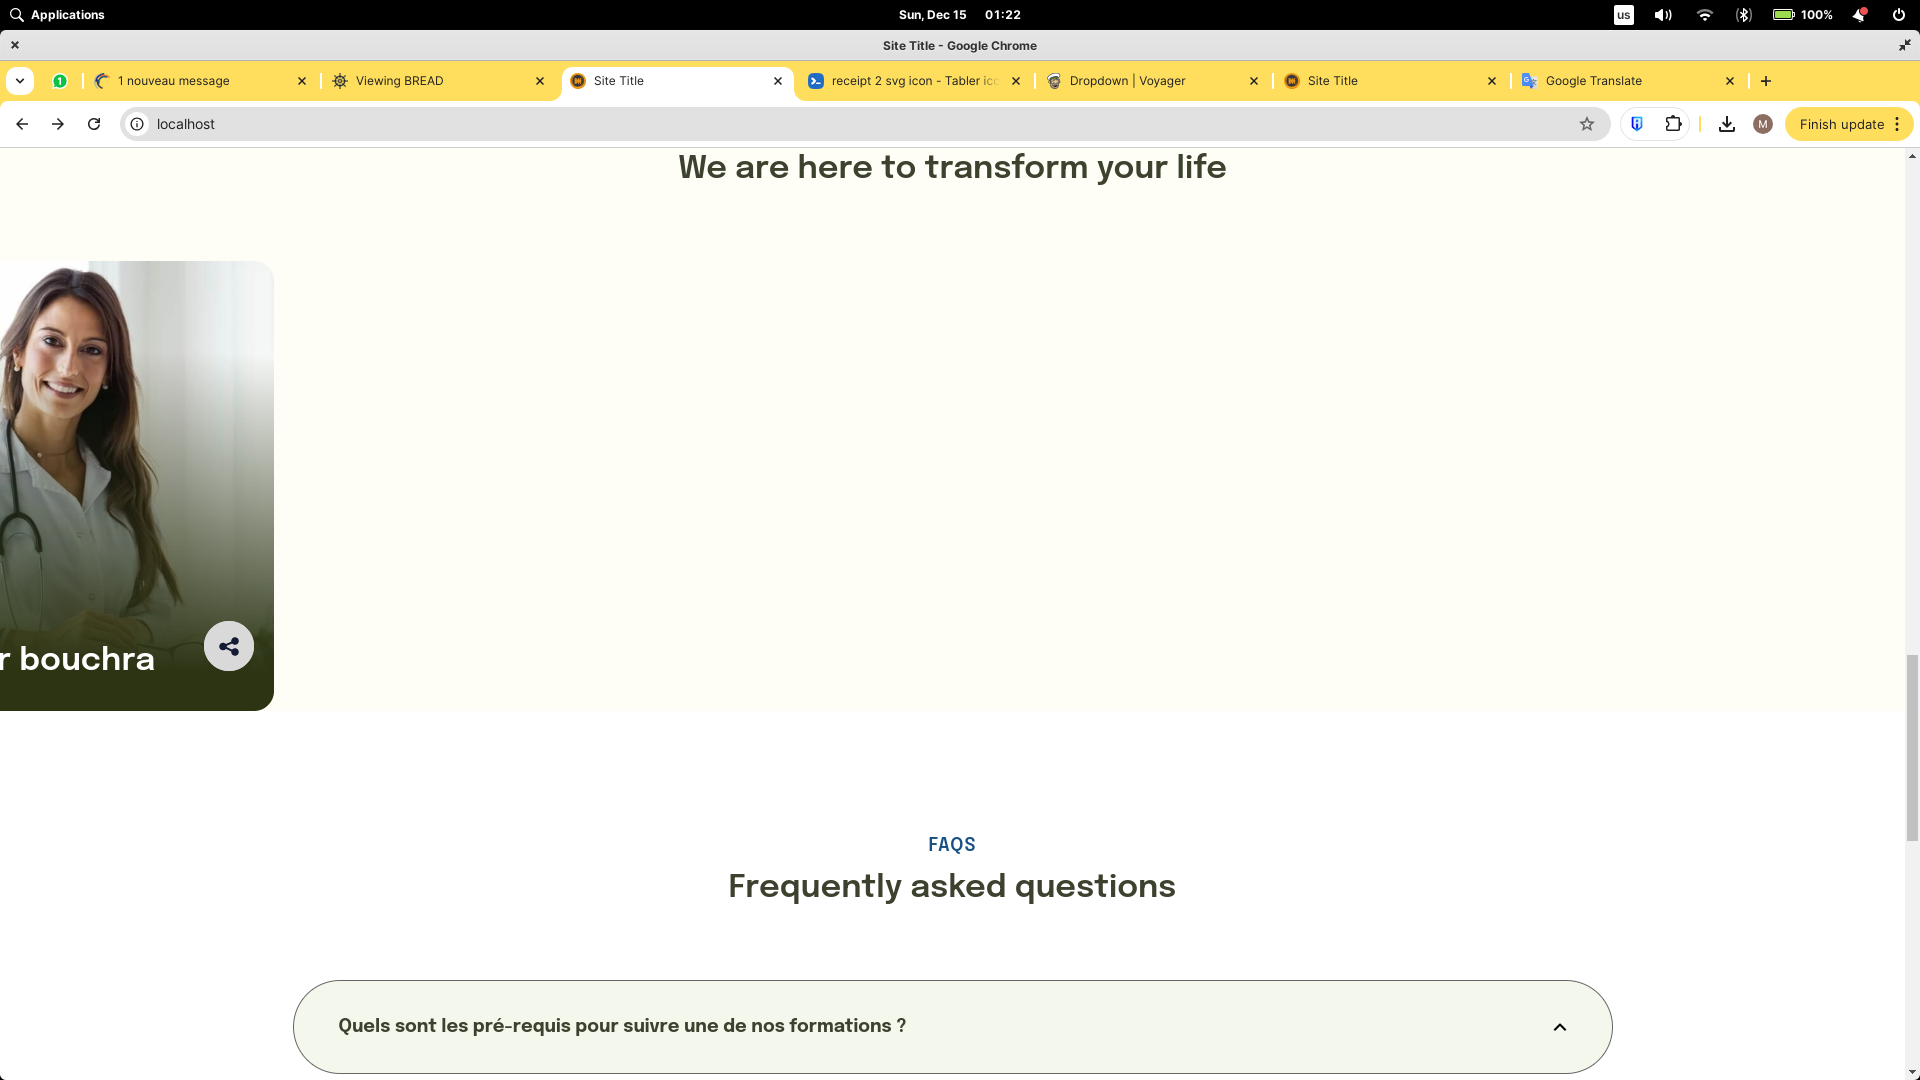 Applications
Sun, Dec 15 01:22
us
100%
Site Title - Google Chrome
1
1 nouveau message
Viewing BREAD
Site Title
receipt 2 svg icon - Tabler ic
Dropdown | Voyager
Site Title
Google Translate
localhost
M
Finish update
We are here to transform your life
r bouchra
FAQS
Frequently asked questions
Quels sont les pré-requis pour suivre une de nos formations ?